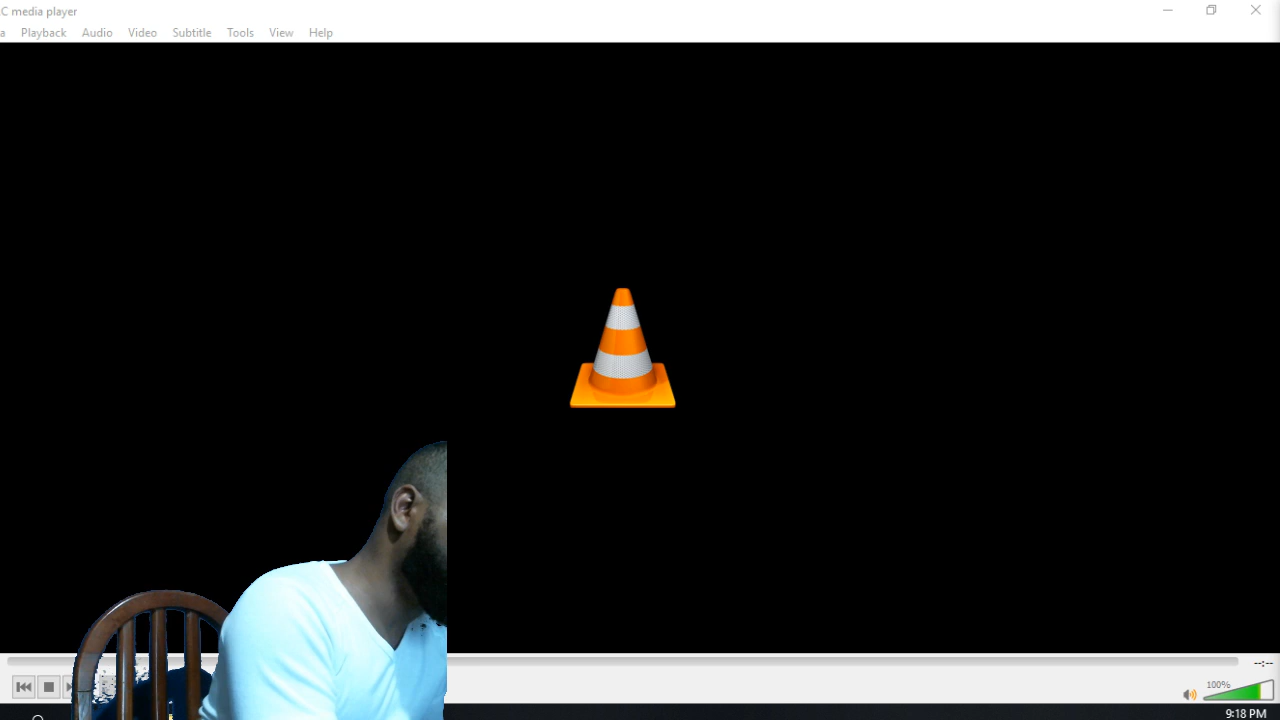 C media player
a Playback Audio Video Subtitle Tools View Help
--:--
100%
9:18 PM